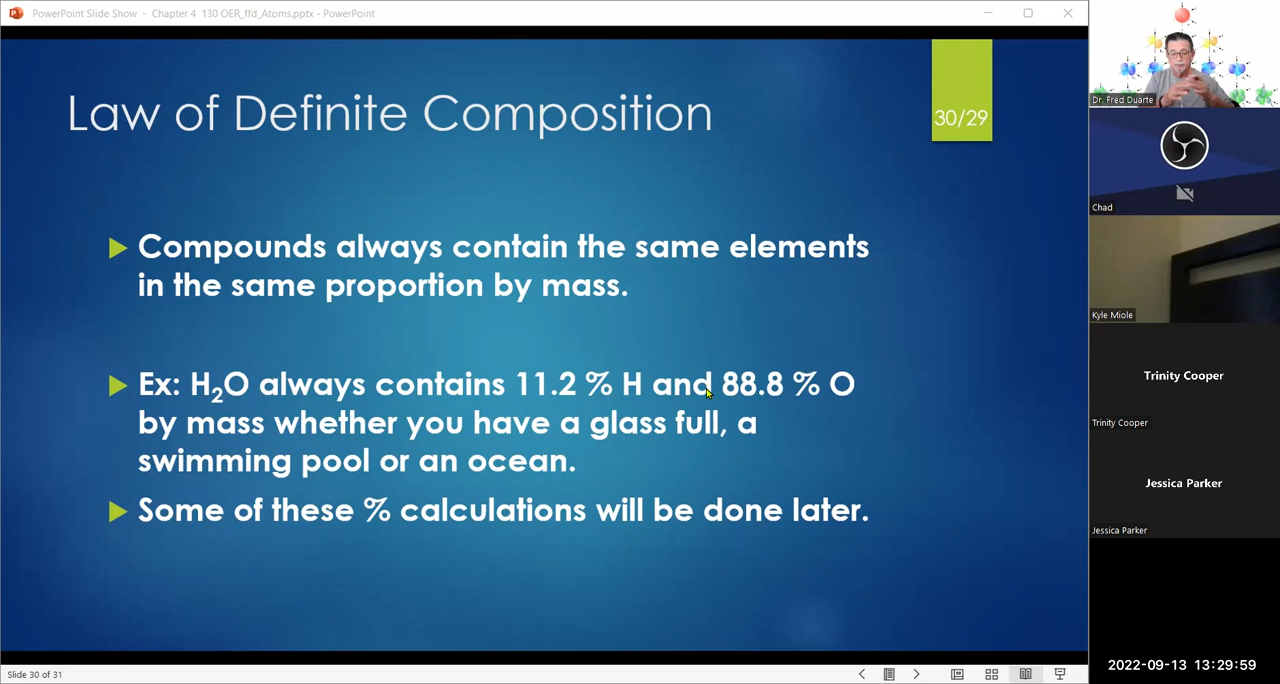 PowerPoint Slide Show - Chapter 4 130 OER_ffd_Atoms.pptx - PowerPoint
Law of Definite Composition
30/29
Compounds always contain the same elements
in the same proportion by mass.
Ex: H₂O always contains 11.2 % H and 88.8 % O
by mass whether you have a glass full, a
swimming pool or an ocean.
Some of these % calculations will be done later.
Slide 30 of 31
Dr. Fred Duarte
Chad
Kyle Miole
Trinity Cooper
Trinity Cooper
Jessica Parker
Jessica Parker
2022-09-13 13:29:59